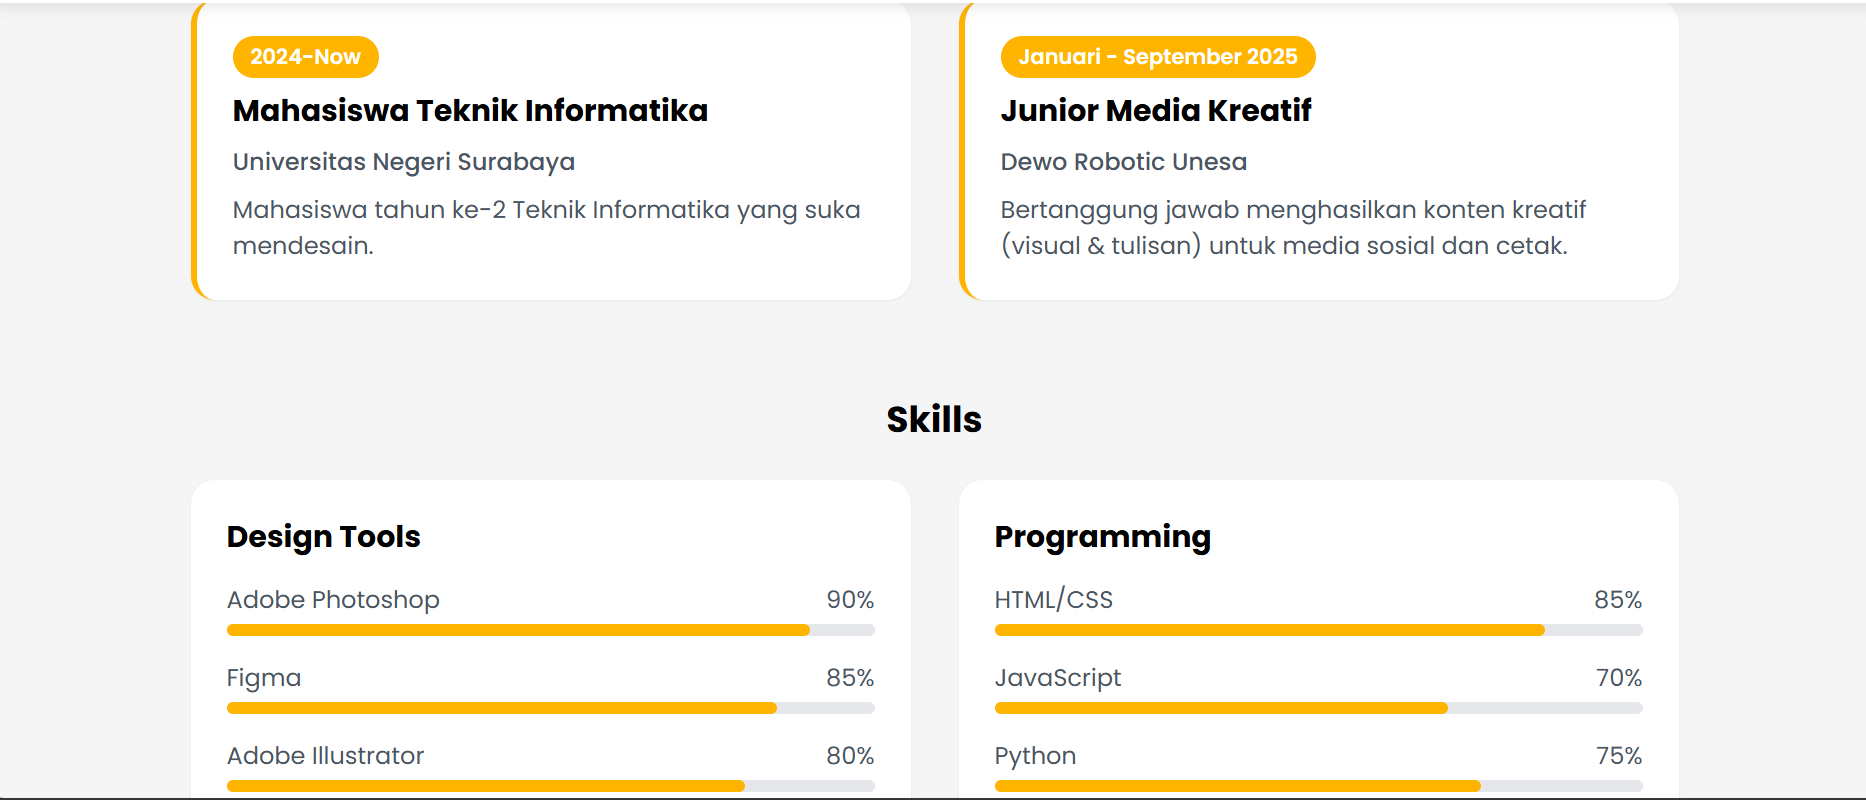 2024-Now
Mahasiswa Teknik Informatika
Universitas Negeri Surabaya
Mahasiswa tahun ke-2 Teknik Informatika yang suka
mendesain.
Januari - September 2025
Junior Media Kreatif
Dewo Robotic Unesa
Bertanggung jawab menghasilkan konten kreatif
(visual & tulisan) untuk media sosial dan cetak.
Skills
Design Tools
Adobe Photoshop 90%
Figma 85%
Adobe Illustrator 80%
Programming
HTML/CSS 85%
JavaScript 70%
Python 75%